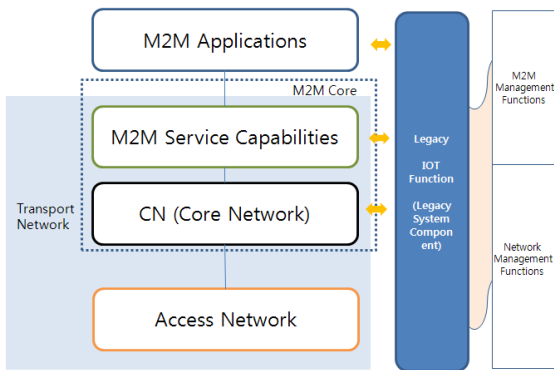 M2M Applications
M2M Core
M2M Service Capabilities
CN (Core Network)
Transport
Network
Access Network
Legacy
IOT
Function
(Legacy
System
Compon
ent)
M2M
Management
Functions
Network
Management
Functions